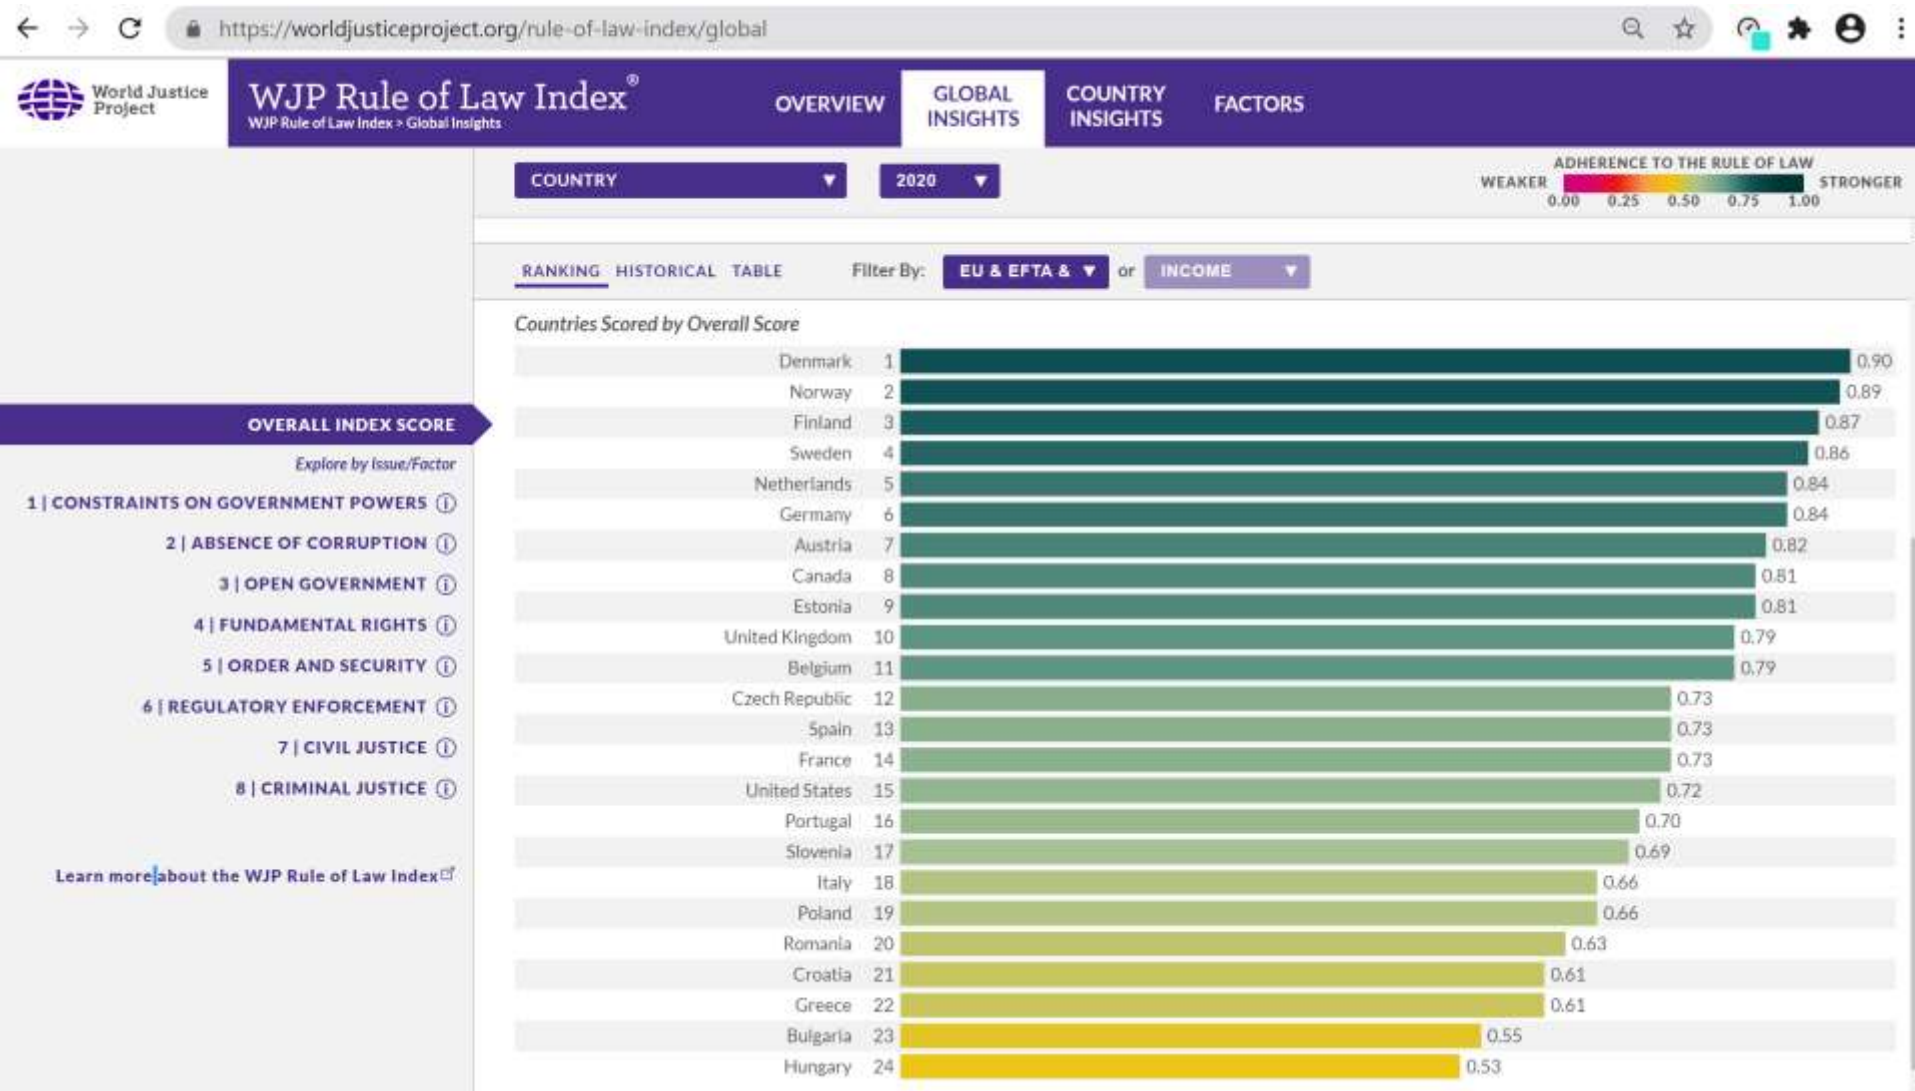 https://worldjusticeproject.org/rule-of-law-index/global
World Justice
Project
WJP Rule of Law Index®
WJP Rule of Law Index > Global Insights
OVERVIEW
GLOBAL
INSIGHTS
COUNTRY
INSIGHTS
FACTORS
COUNTRY ▼
2020 ▼
ADHERENCE TO THE RULE OF LAW
WEAKER STRONGER
0.00 0.25 0.50 0.75 1.00
RANKING HISTORICAL TABLE Filter By: EU & EFTA & ▼ or INCOME ▼
OVERALL INDEX SCORE
Explore by Issue/Factor
1 | CONSTRAINTS ON GOVERNMENT POWERS
2 | ABSENCE OF CORRUPTION
3 | OPEN GOVERNMENT
4 | FUNDAMENTAL RIGHTS
5 | ORDER AND SECURITY
6 | REGULATORY ENFORCEMENT
7 | CIVIL JUSTICE
8 | CRIMINAL JUSTICE
Learn more about the WJP Rule of Law Index
Countries Scored by Overall Score
Denmark 1 0.90
Norway 2 0.89
Finland 3 0.87
Sweden 4 0.86
Netherlands 5 0.84
Germany 6 0.84
Austria 7 0.82
Canada 8 0.81
Estonia 9 0.81
United Kingdom 10 0.79
Belgium 11 0.79
Czech Republic 12 0.73
Spain 13 0.73
France 14 0.73
United States 15 0.72
Portugal 16 0.70
Slovenia 17 0.69
Italy 18 0.66
Poland 19 0.66
Romania 20 0.63
Croatia 21 0.61
Greece 22 0.61
Bulgaria 23 0.55
Hungary 24 0.53